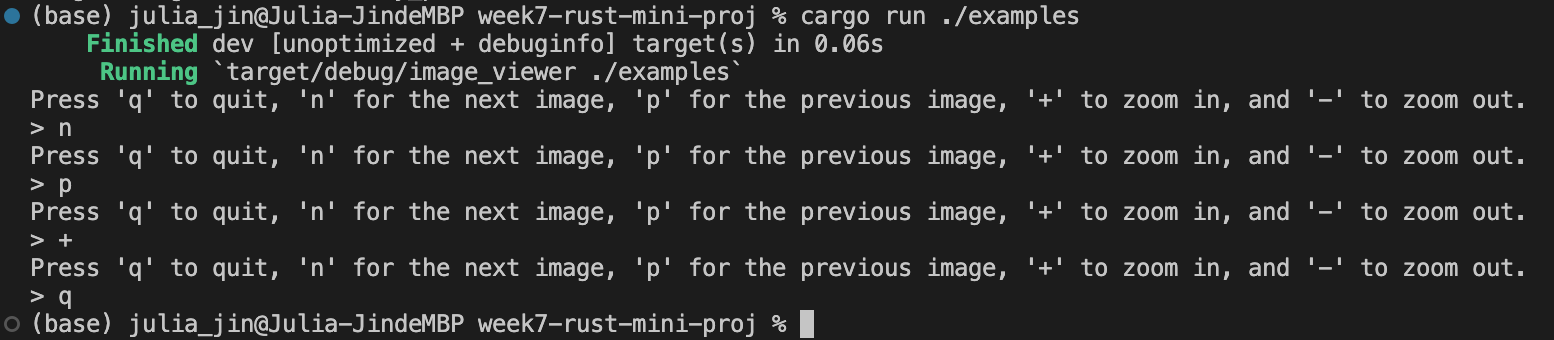 (base) julia_jin@Julia-JindeMBP week7-rust-mini-proj % cargo run ./examples
Finished dev [unoptimized + debuginfo] target(s) in 0.06s
Running `target/debug/image_viewer ./examples`
Press 'q' to quit, 'n' for the next image, 'p' for the previous image, '+' to zoom in, and '-' to zoom out.
> n
Press 'q' to quit, 'n' for the next image, 'p' for the previous image, '+' to zoom in, and '-' to zoom out.
> p
Press 'q' to quit, 'n' for the next image, 'p' for the previous image, '+' to zoom in, and '-' to zoom out.
> +
Press 'q' to quit, 'n' for the next image, 'p' for the previous image, '+' to zoom in, and '-' to zoom out.
> q
(base) julia_jin@Julia-JindeMBP week7-rust-mini-proj %